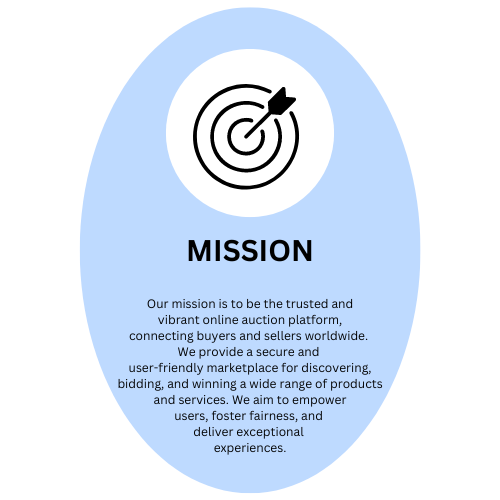 MISSION
Our mission is to be the trusted and
vibrant online auction platform,
connecting buyers and sellers worldwide.
We provide a secure and
user-friendly marketplace for discovering,
bidding, and winning a wide range of products
and services. We aim to empower
users, foster fairness, and
deliver exceptional
experiences.